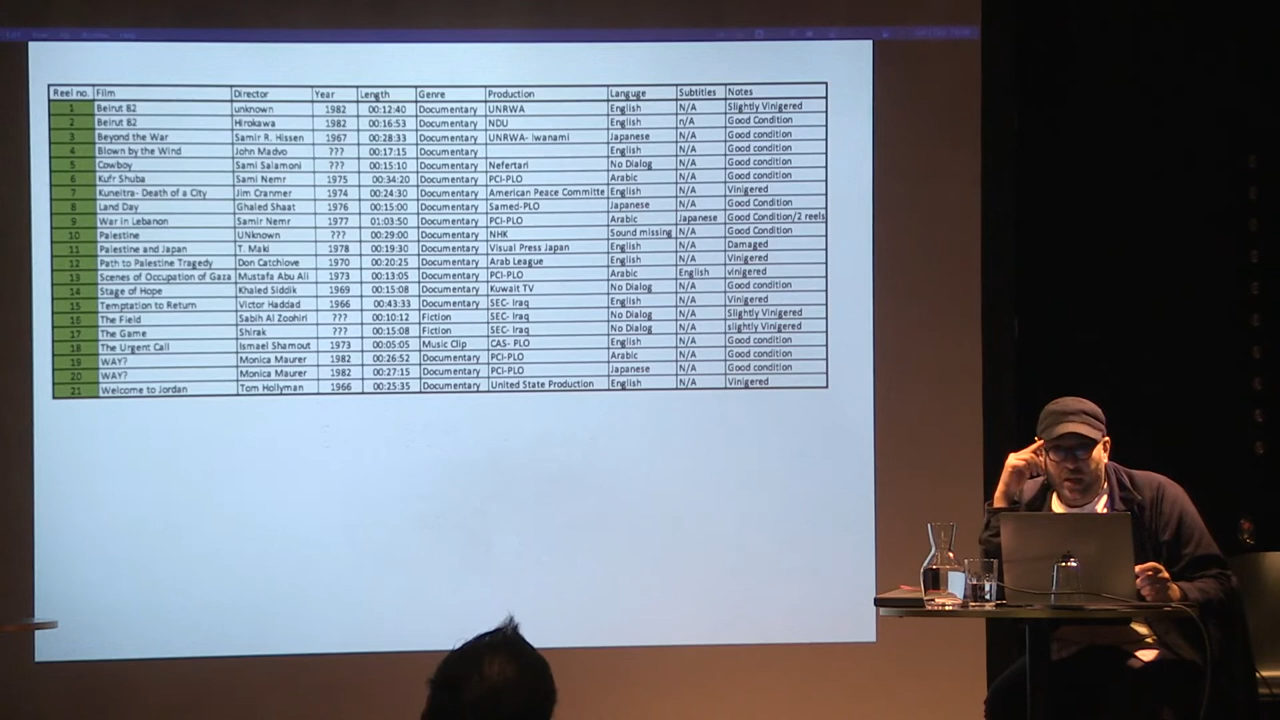 Reel no. Film Director Year Length Genre Production Languge Subtitles Notes
1 Beirut 82 unknown 1982 00:12:40 Documentary UNRWA English N/A Slightly Vinigered
2 Beirut 82 Hirokawa 1982 00:16:53 Documentary NDU English n/A Good Condition
3 Beyond the War Samir R. Hissen 1967 00:28:33 Documentary UNRWA- Iwanami Japanese N/A Good condition
4 Blown by the Wind John Madvo ??? 00:17:15 Documentary English N/A Good condition
5 Cowboy Sami Salamoni ??? 00:15:10 Documentary Nefertari No Dialog N/A Good condition
6 Kufr Shuba Sami Nemr 1975 00:34:20 Documentary PCI-PLO Arabic N/A Good condition
7 Kuneitra- Death of a City Jim Cranmer 1974 00:24:30 Documentary American Peace Committe English N/A Vinigered
8 Land Day Ghaled Shaat 1976 00:15:00 Documentary Samed-PLO Japanese N/A Good Condition
9 War in Lebanon Samir Nemr 1977 01:03:50 Documentary PCI-PLO Arabic Japanese Good Condition/2 reels
10 Palestine UNknown ??? 00:29:00 Documentary NHK Sound missing N/A Good Condition
11 Palestine and Japan T. Maki 1978 00:19:30 Documentary Visual Press Japan English N/A Damaged
12 Path to Palestine Tragedy Don Catchlove 1970 00:20:25 Documentary Arab League English N/A Vinigered
13 Scenes of Occupation of Gaza Mustafa Abu Ali 1973 00:13:05 Documentary PCI-PLO Arabic English vinigered
14 Stage of Hope Khaled Siddik 1969 00:15:08 Documentary Kuwait TV No Dialog N/A Good condition
15 Temptation to Return Victor Haddad 1966 00:43:33 Documentary SEC- Iraq English N/A Vinigered
16 The Field Sabih Al Zoohiri ??? 00:10:12 Fiction SEC- Iraq No Dialog N/A Slightly Vinigered
17 The Game Shirak ??? 00:15:08 Fiction SEC- Iraq No Dialog N/A slightly Vinigered
18 The Urgent Call Ismael Shamout 1973 00:05:05 Music Clip CAS- PLO English N/A Good condition
19 WAY? Monica Maurer 1982 00:26:52 Documentary PCI-PLO Arabic N/A Good condition
20 WAY? Monica Maurer 1982 00:27:15 Documentary PCI-PLO Japanese N/A Good condition
21 Welcome to Jordan Tom Hollyman 1966 00:25:35 Documentary United State Production English N/A Vinigered